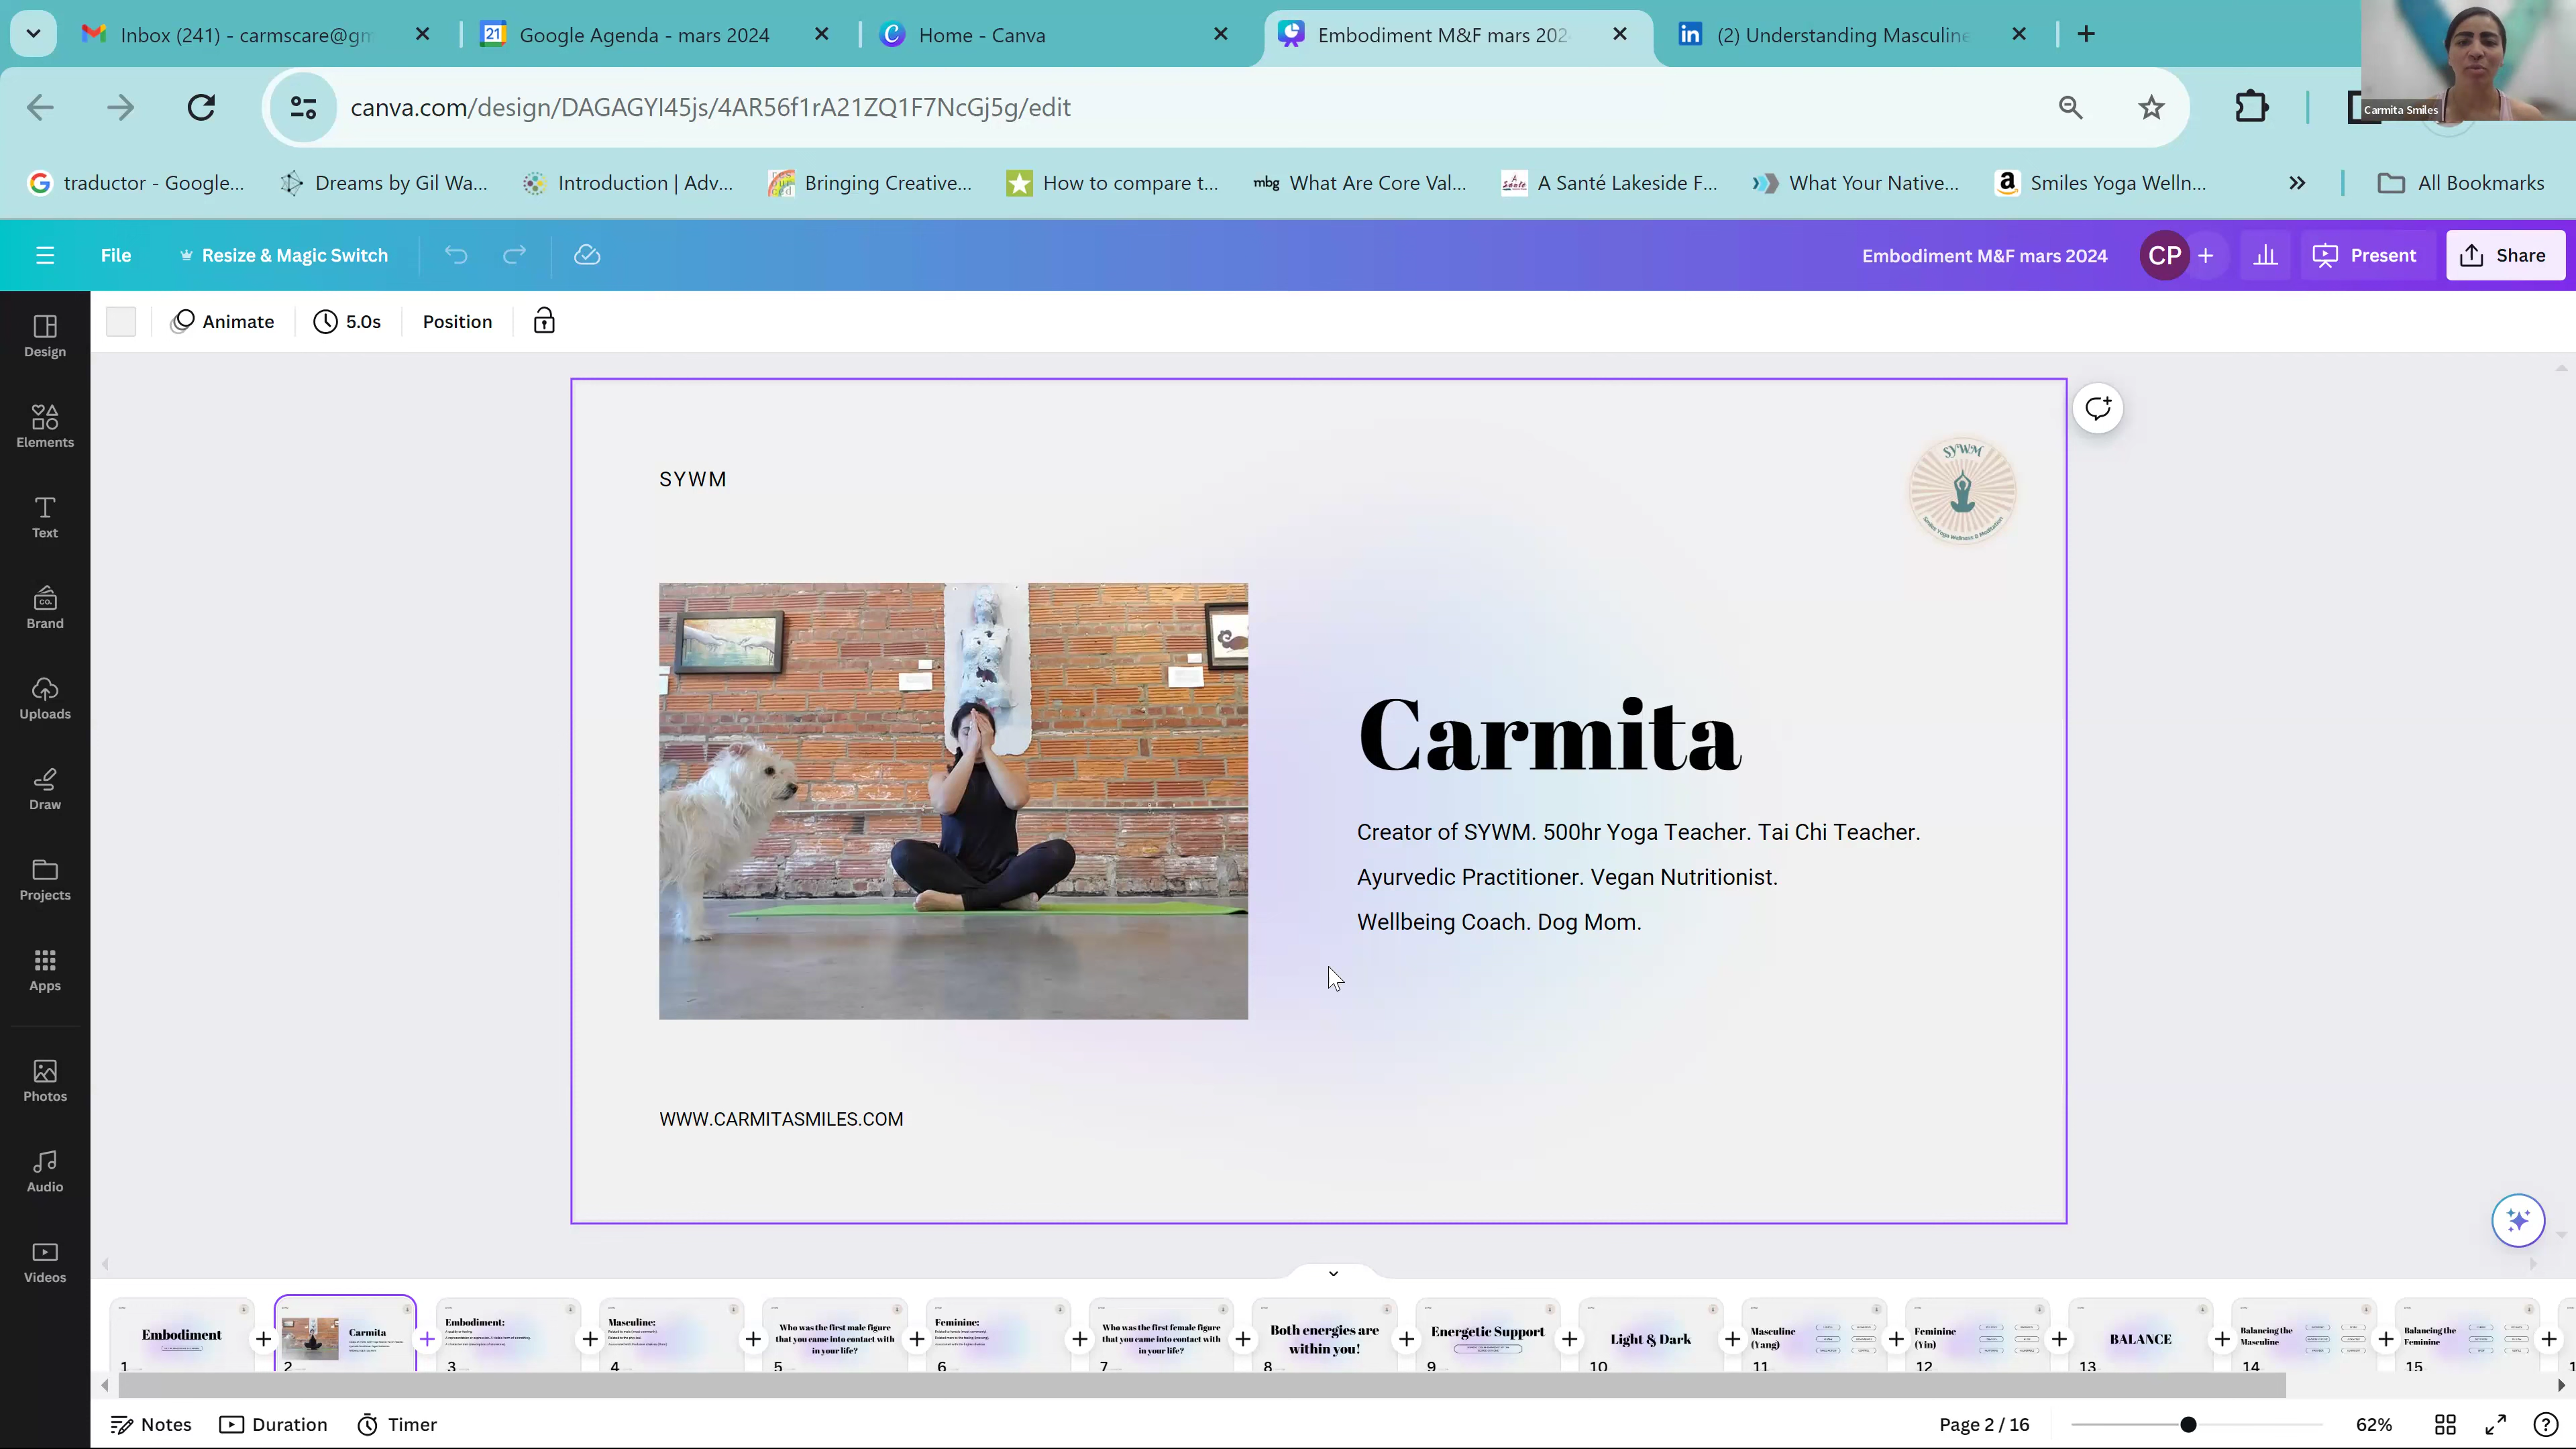 Inbox (241) - carmscare@gm
Google Agenda - mars 2024
Home - Canva
Embodiment M&F mars 202
(2) Understanding Masculine
canva.com/design/DAGAGYI45js/4AR56f1rA21ZQ1F7NcGj5g/edit
Carmita Smiles
traductor - Google...
Dreams by Gil Wa...
Introduction | Adv...
Bringing Creative...
How to compare t...
mbg What Are Core Val...
A Santé Lakeside F...
What Your Native...
Smiles Yoga Welln...
All Bookmarks
File
Resize & Magic Switch
Embodiment M&F mars 2024
CP
Present
Share
Animate
5.0s
Position
Design
Elements
Text
Brand
Uploads
Draw
Projects
Apps
Photos
Audio
Videos
SYWM
SYWM
Smiles Yoga Wellness & Meditation
Carmita
Creator of SYWM. 500hr Yoga Teacher. Tai Chi Teacher.
Ayurvedic Practitioner. Vegan Nutritionist.
Wellbeing Coach. Dog Mom.
WWW.CARMITASMILES.COM
Embodiment
1
Carmita
2
Embodiment:
3
Masculine:
4
Who was the first male figure
that you came into contact with
in your life?
5
Feminine:
6
Who was the first female figure
that you came into contact with
in your life?
7
Both energies are
within you!
8
Energetic Support
9
Light & Dark
10
Masculine
(Yang)
11
Feminine
(Yin)
12
BALANCE
13
Balancing the
Masculine
14
Balancing the
Feminine
15
Notes
Duration
Timer
Page 2 / 16
62%